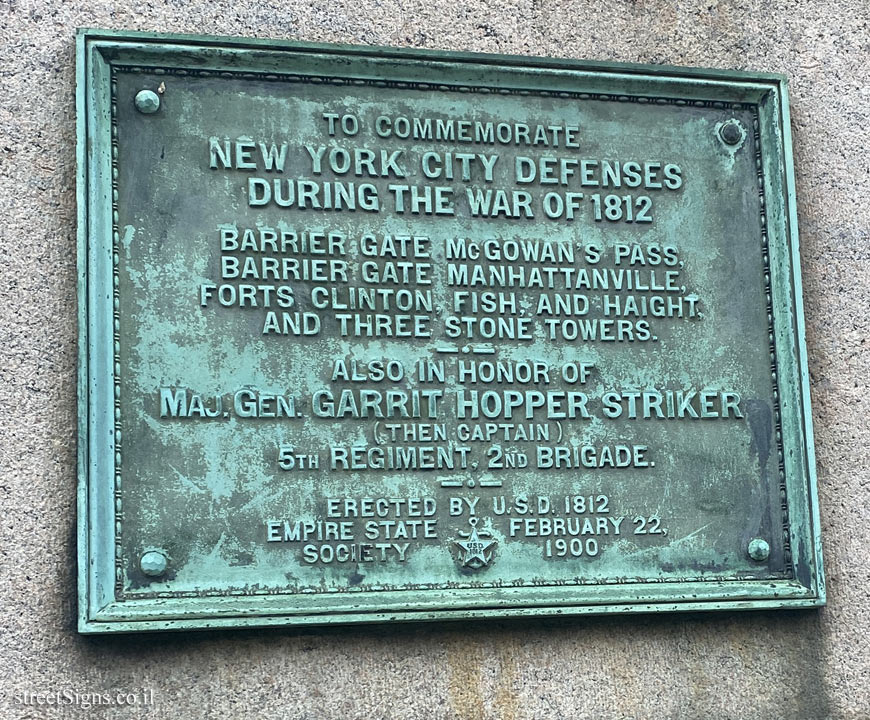 TO COMMEMORATE
NEW YORK CITY DEFENSES
DURING THE WAR OF 1812
BARRIER GATE McGOWAN'S PASS,
BARRIER GATE MANHATTANVILLE,
FORTS, CLINTON, FISH, AND HAIGHT,
AND THREE STONE TOWERS.
ALSO IN HONOR OF
MAJ. GEN. GARRIT HOPPER STRIKER
(THEN CAPTAIN)
5TH REGIMENT, 2ND BRIGADE.
ERECTED BY U.S.D. 1812
EMPIRE STATE FEBRUARY 22,
SOCIETY 1900
USD
1812
streetSigns.co.il